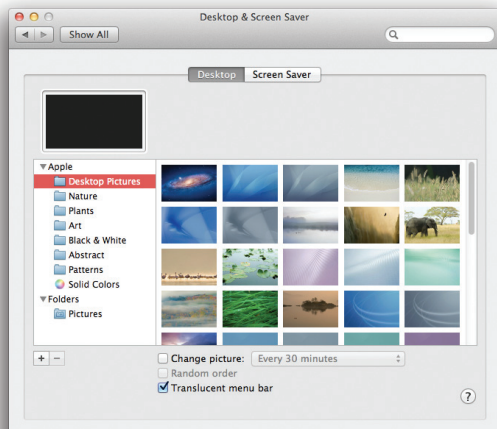 Desktop & Screen Saver
Show All
Desktop Screen Saver
Apple
Desktop Pictures
Nature
Plants
Art
Black & White
Abstract
Patterns
Solid Colors
Folders
Pictures
+ −
Change picture: Every 30 minutes
Random order
Translucent menu bar
?